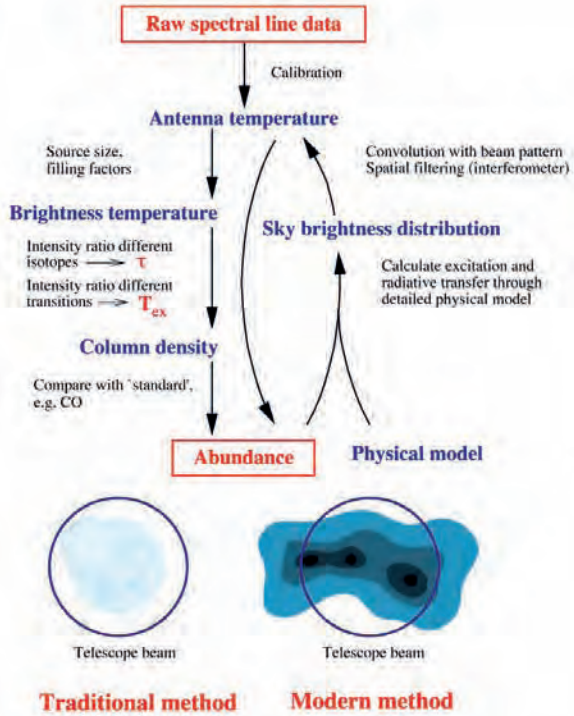 Raw spectral line data
Calibration
Antenna temperature
Source size,
filling factors
Convolution with beam pattern
Spatial filtering (interferometer)
Brightness temperature
Sky brightness distribution
Intensity ratio different
isotopes τ
Intensity ratio different
transitions Tex
Calculate excitation and
radiative transfer through
detailed physical model
Column density
Compare with `standard',
e.g. CO
Abundance
Physical model
Telescope beam
Telescope beam
Traditional method
Modern method